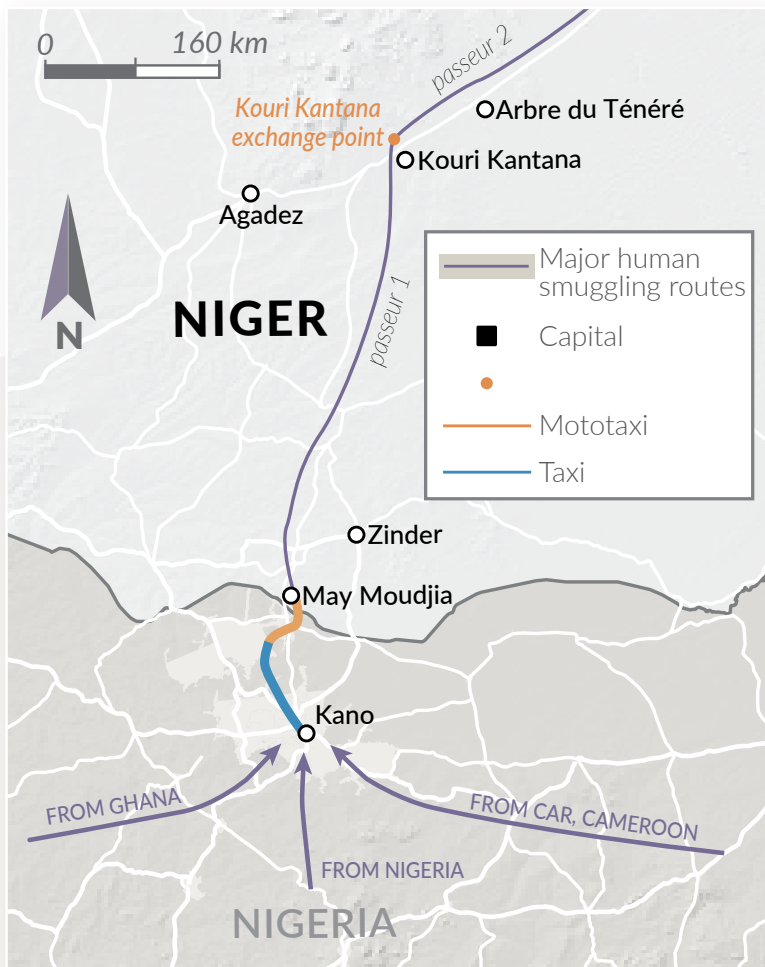 0 160 km
passeur 2
Kouri Kantana
exchange point
Arbre du Ténéré
Kouri Kantana
Agadez
N
NIGER
passeur 1
Major human
smuggling routes
Capital
Mototaxi
Taxi
Zinder
May Moudjia
Kano
FROM GHANA
FROM CAR, CAMEROON
FROM NIGERIA
NIGERIA